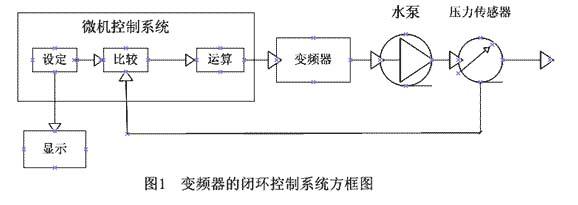 微机控制系统
水泵
压力传感器
设定
比较
运算
变频器
显示
图1 变频器的闭环控制系统方框图